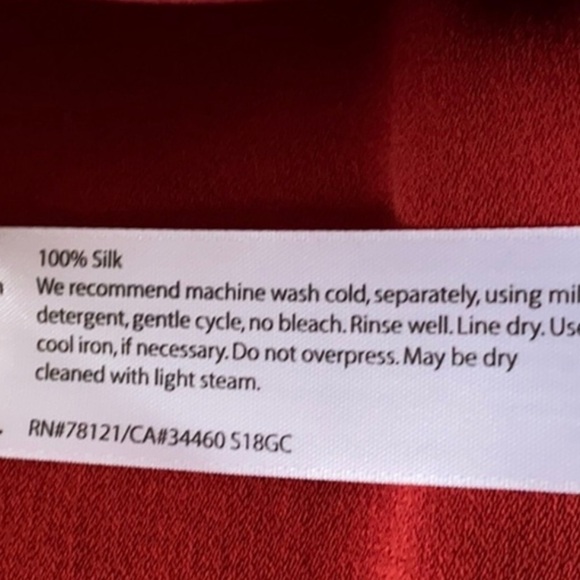 100% Silk
We recommend machine wash cold, separately, using mil
detergent, gentle cycle, no bleach. Rinse well. Line dry. Use
cool iron, if necessary. Do not overpress. May be dry
cleaned with light steam.
RN#78121/CA#34460 S18GC